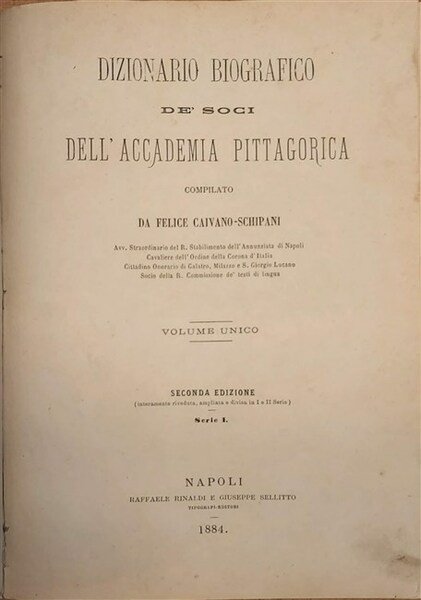 DIZIONARIO BIOGRAFICO
DE' SOCI
DELL'ACCADEMIA PITTAGORICA
COMPILATO
DA FELICE CAIVANO-SCHIPANI
Avv. Straordinario del R. Stabilimento dell'Annunziata di Napoli
Cavaliere dell'Ordine della Corona d'Italia
Cittadino Onorario di Calatro, Milazzo e S. Giorgio Lucano
Socio della R. Commissione de' testi di lingua
VOLUME UNICO
SECONDA EDIZIONE
(interamente riveduta, ampliata e divisa in I e II Serie)
Serie I.
NAPOLI
RAFFAELE RINALDI E GIUSEPPE SELLITTO
TIPOGRAFI-EDITORI
1884.